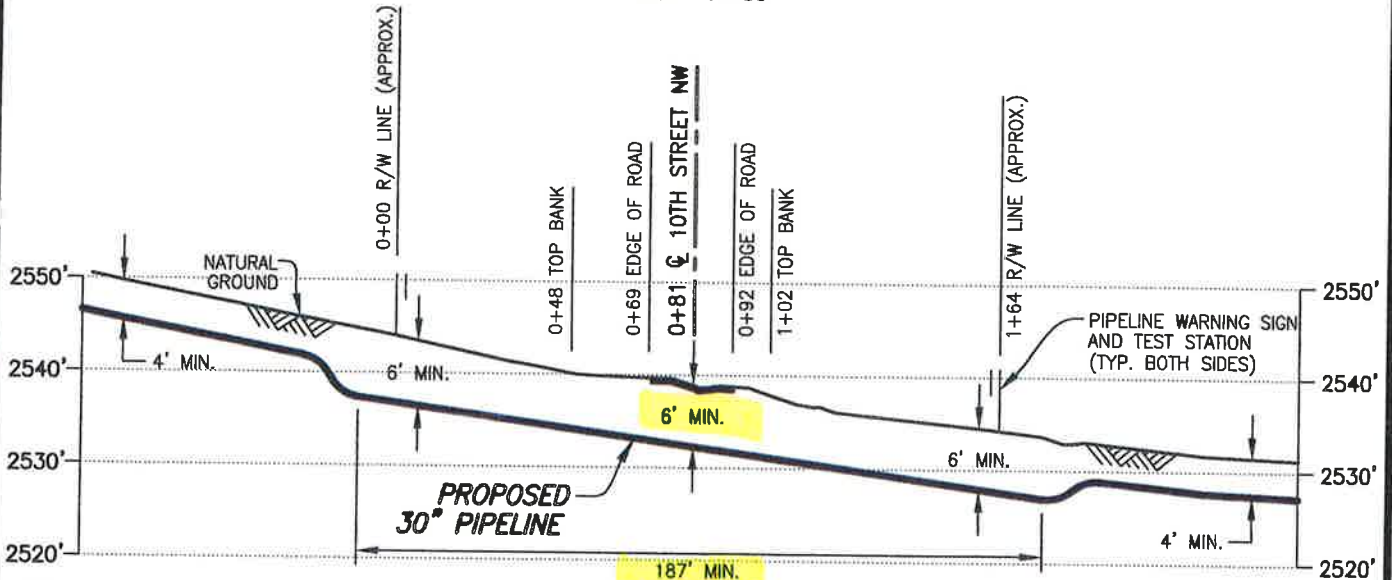 0+00 R/W LINE (APPROX.)
0+48 TOP BANK
0+69 EDGE OF ROAD
0+81 ℄ 10TH STREET NW
0+92 EDGE OF ROAD
1+02 TOP BANK
1+64 R/W LINE (APPROX.)
NATURAL
GROUND
PIPELINE WARNING SIGN
AND TEST STATION
(TYP. BOTH SIDES)
2550'
2540'
2530'
2520'
2550'
2540'
2530'
2520'
4' MIN.
6' MIN.
6' MIN.
6' MIN.
4' MIN.
PROPOSED
30" PIPELINE
187' MIN.